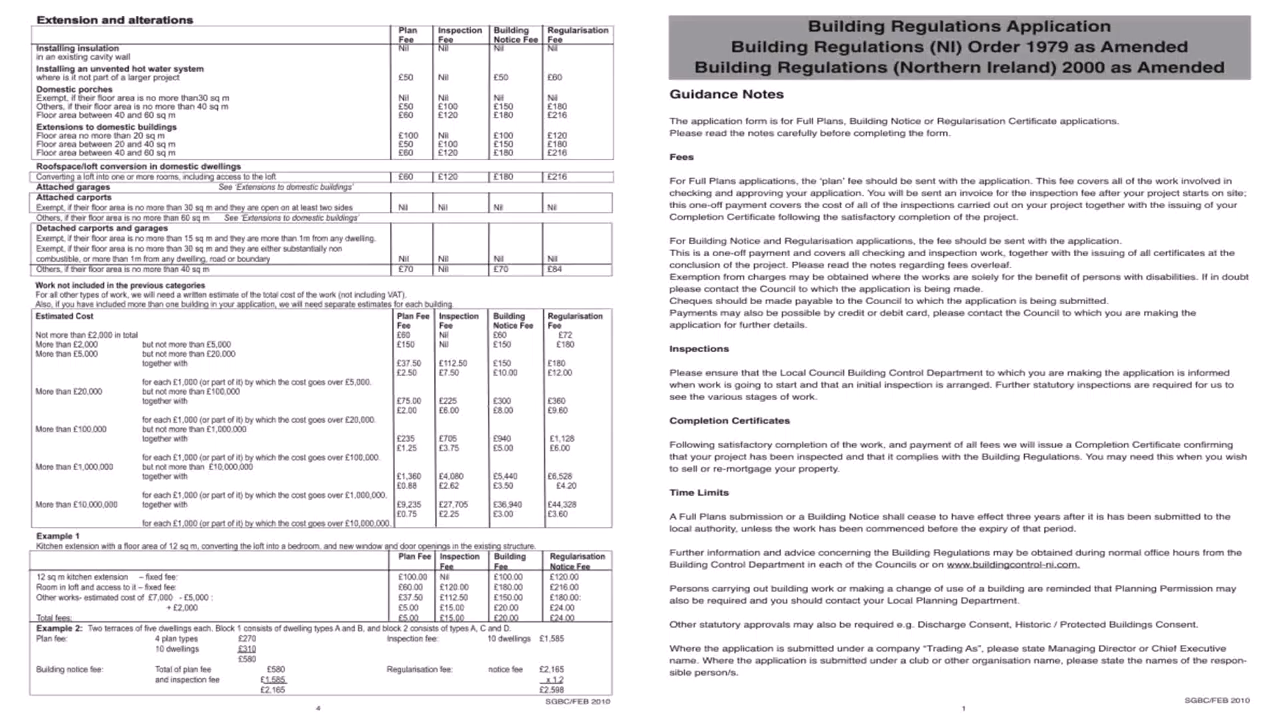 Extension and alterations
Plan Fee Inspection Fee Building Notice Fee Regularisation Fee
Installing insulation Nil Nil Nil Nil
in an existing cavity wall
Installing an unvented hot water system
where is it not part of a larger project £50 Nil £50 £60
Domestic porches
Exempt, if their floor area is no more than30 sq m Nil Nil Nil Nil
Others, if their floor area is no more than 40 sq m £50 £100 £150 £180
Floor area between 40 and 60 sq m £60 £120 £180 £216
Extensions to domestic buildings
Floor area no more than 20 sq m £100 Nil £100 £120
Floor area between 20 and 40 sq m £50 £100 £150 £180
Floor area between 40 and 60 sq m £60 £120 £180 £216
Roofspace/loft conversion in domestic dwellings
Converting a loft into one or more rooms, including access to the loft £60 £120 £180 £216
Attached garages See 'Extensions to domestic buildings'
Attached carports
Exempt, if their floor area is no more than 30 sq m and they are open on at least two sides Nil Nil Nil Nil
Others, if their floor area is no more than 60 sq m See 'Extensions to domestic buildings'
Detached carports and garages
Exempt, if their floor area is no more than 15 sq m and they are more than 1m from any dwelling.
Exempt, if their floor area is no more than 30 sq m and they are either substantially non
combustible, or more than 1m from any dwelling, road or boundary Nil Nil Nil Nil
Others, if their floor area is no more than 40 sq m £70 Nil £70 £84
Work not included in the previous categories
For all other types of work, we will need a written estimate of the total cost of the work (not including VAT).
Also, if you have included more than one building in your application, we will need separate estimates for each building.
Estimated Cost Plan Fee Fee Inspection Fee Building Notice Fee Regularisation Fee
Not more than £2,000 in total £60 Nil £60 £72
More than £2,000 but not more than £5,000 £150 Nil £150 £180
More than £5,000 but not more than £20.000
together with £37.50 £112.50 £150 £180
£2.50 £7.50 £10.00 £12.00
for each £1,000 (or part of it) by which the cost goes over £5,000.
More than £20.000 but not more than £100,000
together with £75.00 £225 £300 £360
£2.00 £6.00 £8.00 £9.60
for each £1,000 (or part of it) by which the cost goes over £20,000.
More than £100,000 but not more than £1,000,000
together with £235 £705 £940 £1,128
£1.25 £3.75 £5.00 £6.00
for each £1,000 (or part of it) by which the cost goes over £100,000.
More than £1,000,000 but not more than £10,000,000
together with £1,360 £4,080 £5,440 £6,528
£0.88 £2.62 £3.50 £4.20
for each £1,000 (or part of it) by which the cost goes over £1,000,000.
More than £10,000,000 together with £9,235 £27,705 £36,940 £44,328
£0.75 £2.25 £3.00 £3.60
for each £1,000 (or part of it) by which the cost goes over £10,000,000.
Example 1
Kitchen extension with a floor area of 12 sq m, converting the loft into a bedroom, and new window and door openings in the existing structure.
Plan Fee Inspection Fee Building Fee Regularisation Notice Fee
12 sq m kitchen extension – fixed fee: £100.00 Nil £100.00 £120.00
Room in loft and access to it – fixed fee: £60.00 £120.00 £180.00 £216.00
Other works- estimated cost of £7,000 - £5,000 : £37.50 £112.50 £150.00 £180.00:
+ £2,000 £5.00 £15.00 £20.00 £24.00
Total fees: £5.00 £15.00 £20.00 £24.00
Example 2: Two terraces of five dwellings each. Block 1 consists of dwelling types A and B, and block 2 consists of types A, C and D.
Plan fee: 4 plan types £270 Inspection fee: 10 dwellings £1,585
10 dwellings £310
£580
Building notice fee: Total of plan fee £580 Regularisation fee: notice fee £2,165
and inspection fee £1,585 x 1.2
£2,165 £2.598
SGBC/FEB 2010
4
Building Regulations Application
Building Regulations (NI) Order 1979 as Amended
Building Regulations (Northern Ireland) 2000 as Amended
Guidance Notes
The application form is for Full Plans, Building Notice or Regularisation Certificate applications.
Please read the notes carefully before completing the form.
Fees
For Full Plans applications, the 'plan' fee should be sent with the application. This fee covers all of the work involved in
checking and approving your application. You will be sent an invoice for the inspection fee after your project starts on site;
this one-off payment covers the cost of all of the inspections carried out on your project together with the issuing of your
Completion Certificate following the satisfactory completion of the project.
For Building Notice and Regularisation applications, the fee should be sent with the application.
This is a one-off payment and covers all checking and inspection work, together with the issuing of all certificates at the
conclusion of the project. Please read the notes regarding fees overleaf.
Exemption from charges may be obtained where the works are solely for the benefit of persons with disabilities. If in doubt
please contact the Council to which the application is being made.
Cheques should be made payable to the Council to which the application is being submitted.
Payments may also be possible by credit or debit card, please contact the Council to which you are making the
application for further details.
Inspections
Please ensure that the Local Council Building Control Department to which you are making the application is informed
when work is going to start and that an initial inspection is arranged. Further statutory inspections are required for us to
see the various stages of work.
Completion Certificates
Following satisfactory completion of the work, and payment of all fees we will issue a Completion Certificate confirming
that your project has been inspected and that it complies with the Building Regulations. You may need this when you wish
to sell or re-mortgage your property.
Time Limits
A Full Plans submission or a Building Notice shall cease to have effect three years after it is has been submitted to the
local authority, unless the work has been commenced before the expiry of that period.
Further information and advice concerning the Building Regulations may be obtained during normal office hours from the
Building Control Department in each of the Councils or on www.buildingcontrol-ni.com.
Persons carrying out building work or making a change of use of a building are reminded that Planning Permission may
also be required and you should contact your Local Planning Department.
Other statutory approvals may also be required e.g. Discharge Consent, Historic / Protected Buildings Consent.
Where the application is submitted under a company “Trading As”, please state Managing Director or Chief Executive
name. Where the application is submitted under a club or other organisation name, please state the names of the respon-
sible person/s.
SGBC/FEB 2010
1